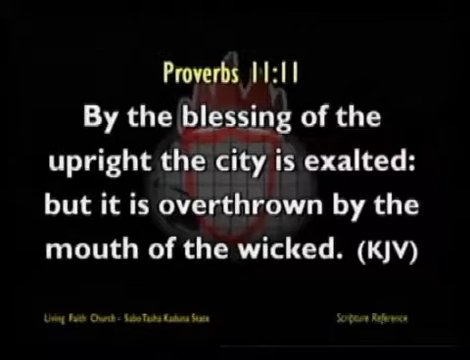 Proverbs 11:11
By the blessing of the
upright the city is exalted:
but it is overthrown by the
mouth of the wicked. (KJV)
Living Faith Church - Sabo Tasha Kaduna State
Scripture Reference